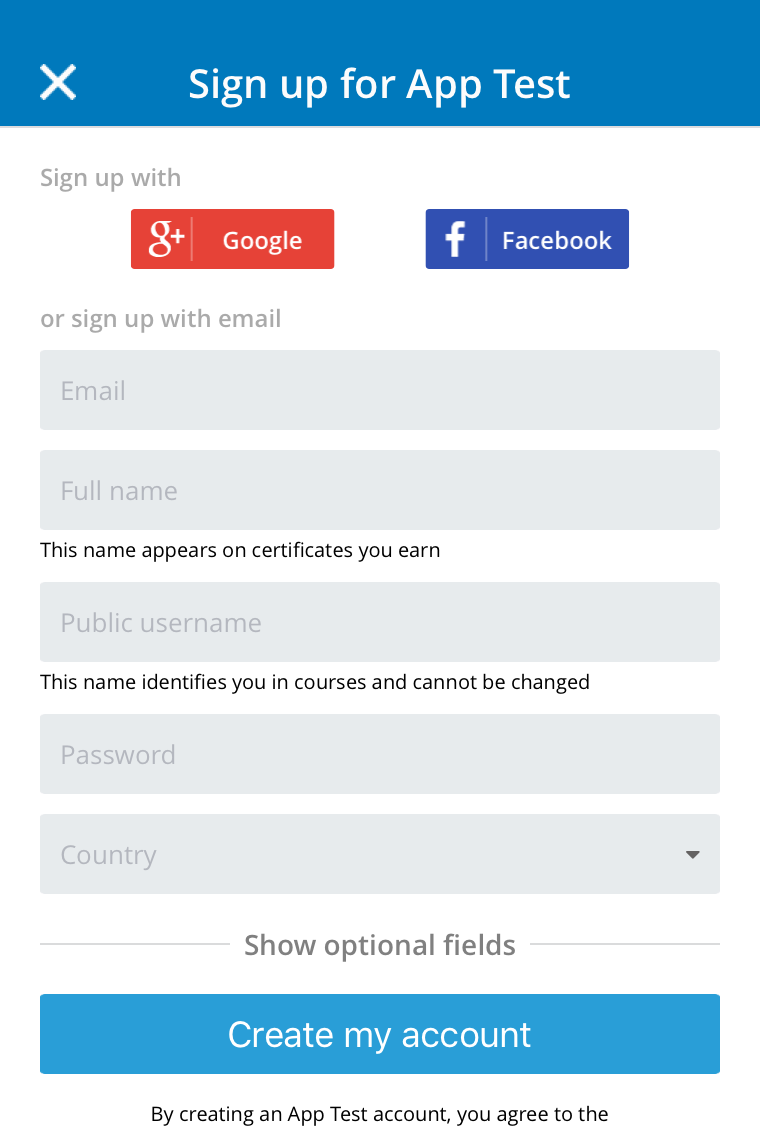 Sign up for App Test
Sign up with
g+ Google
f Facebook
or sign up with email
Email
Full name
This name appears on certificates you earn
Public username
This name identifies you in courses and cannot be changed
Password
Country
Show optional fields
Create my account
By creating an App Test account, you agree to the